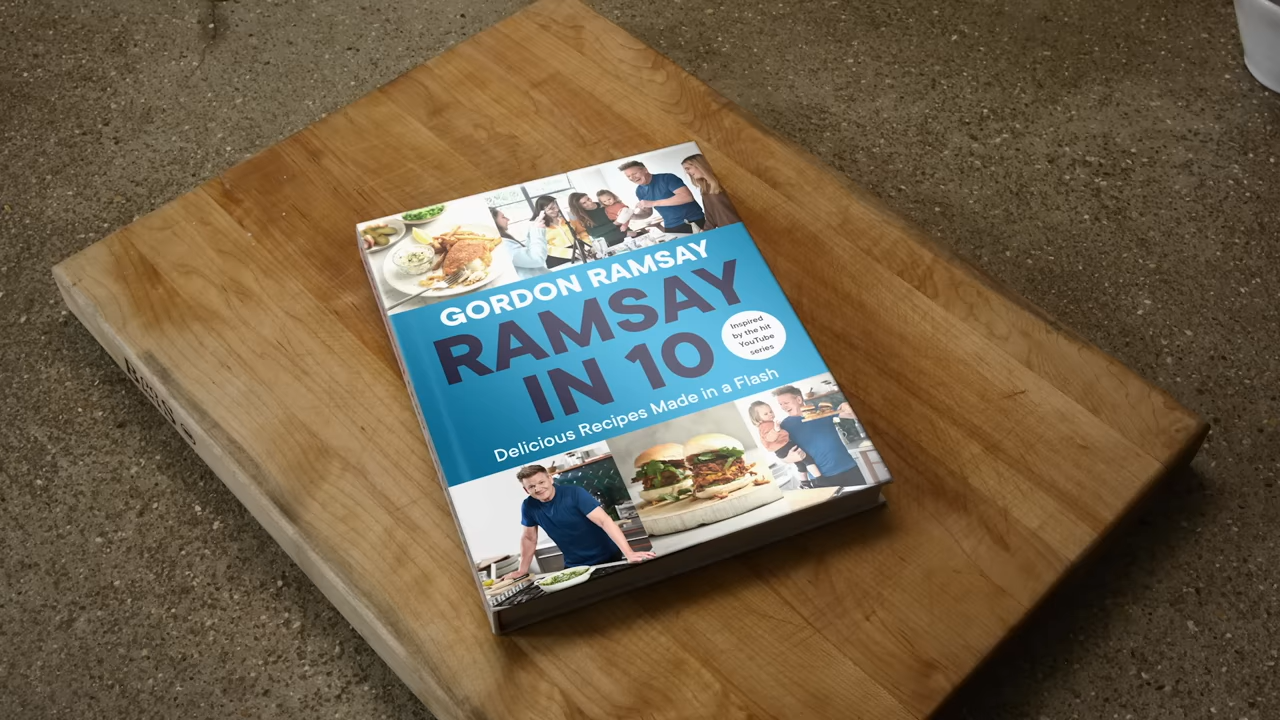 GORDON RAMSAY
RAMSAY
IN 10
Inspired
by the hit
YouTube
series
Delicious Recipes Made in a Flash